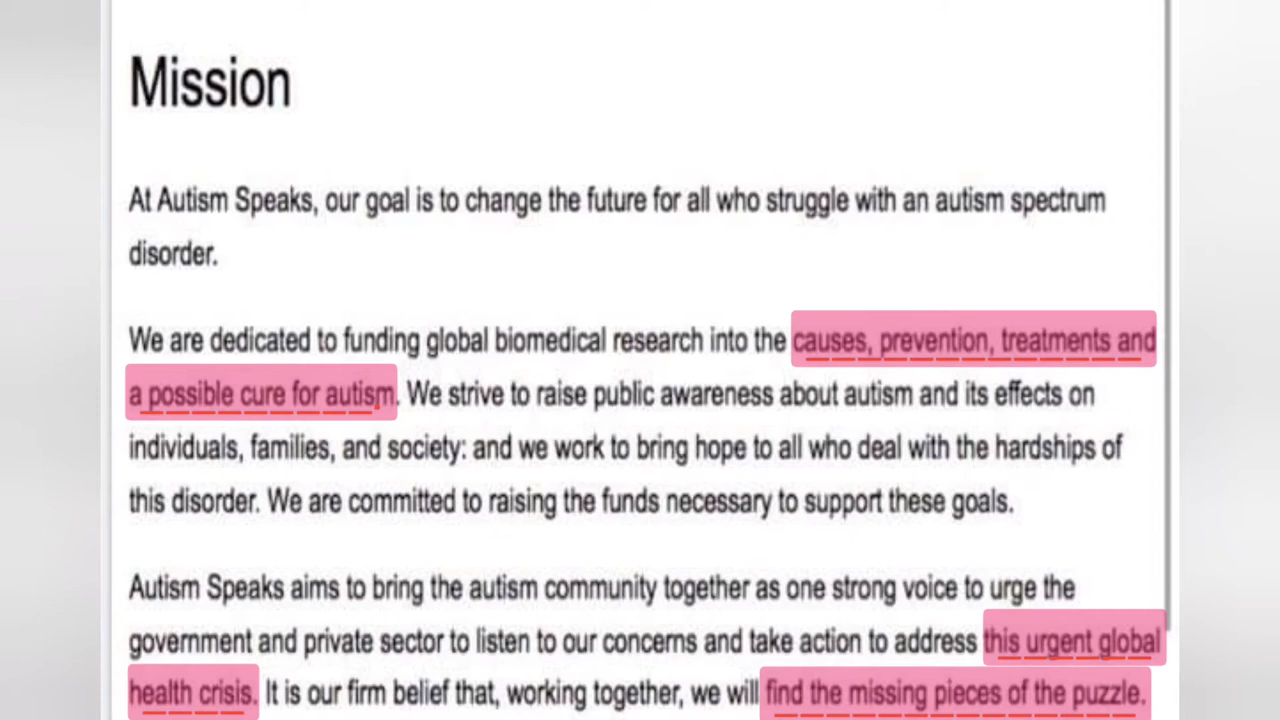 Mission
At Autism Speaks, our goal is to change the future for all who struggle with an autism spectrum
disorder.
We are dedicated to funding global biomedical research into the causes, prevention, treatments and
a possible cure for autism. We strive to raise public awareness about autism and its effects on
individuals, families, and society: and we work to bring hope to all who deal with the hardships of
this disorder. We are committed to raising the funds necessary to support these goals.
Autism Speaks aims to bring the autism community together as one strong voice to urge the
government and private sector to listen to our concerns and take action to address this urgent global
health crisis. It is our firm belief that, working together, we will find the missing pieces of the puzzle.